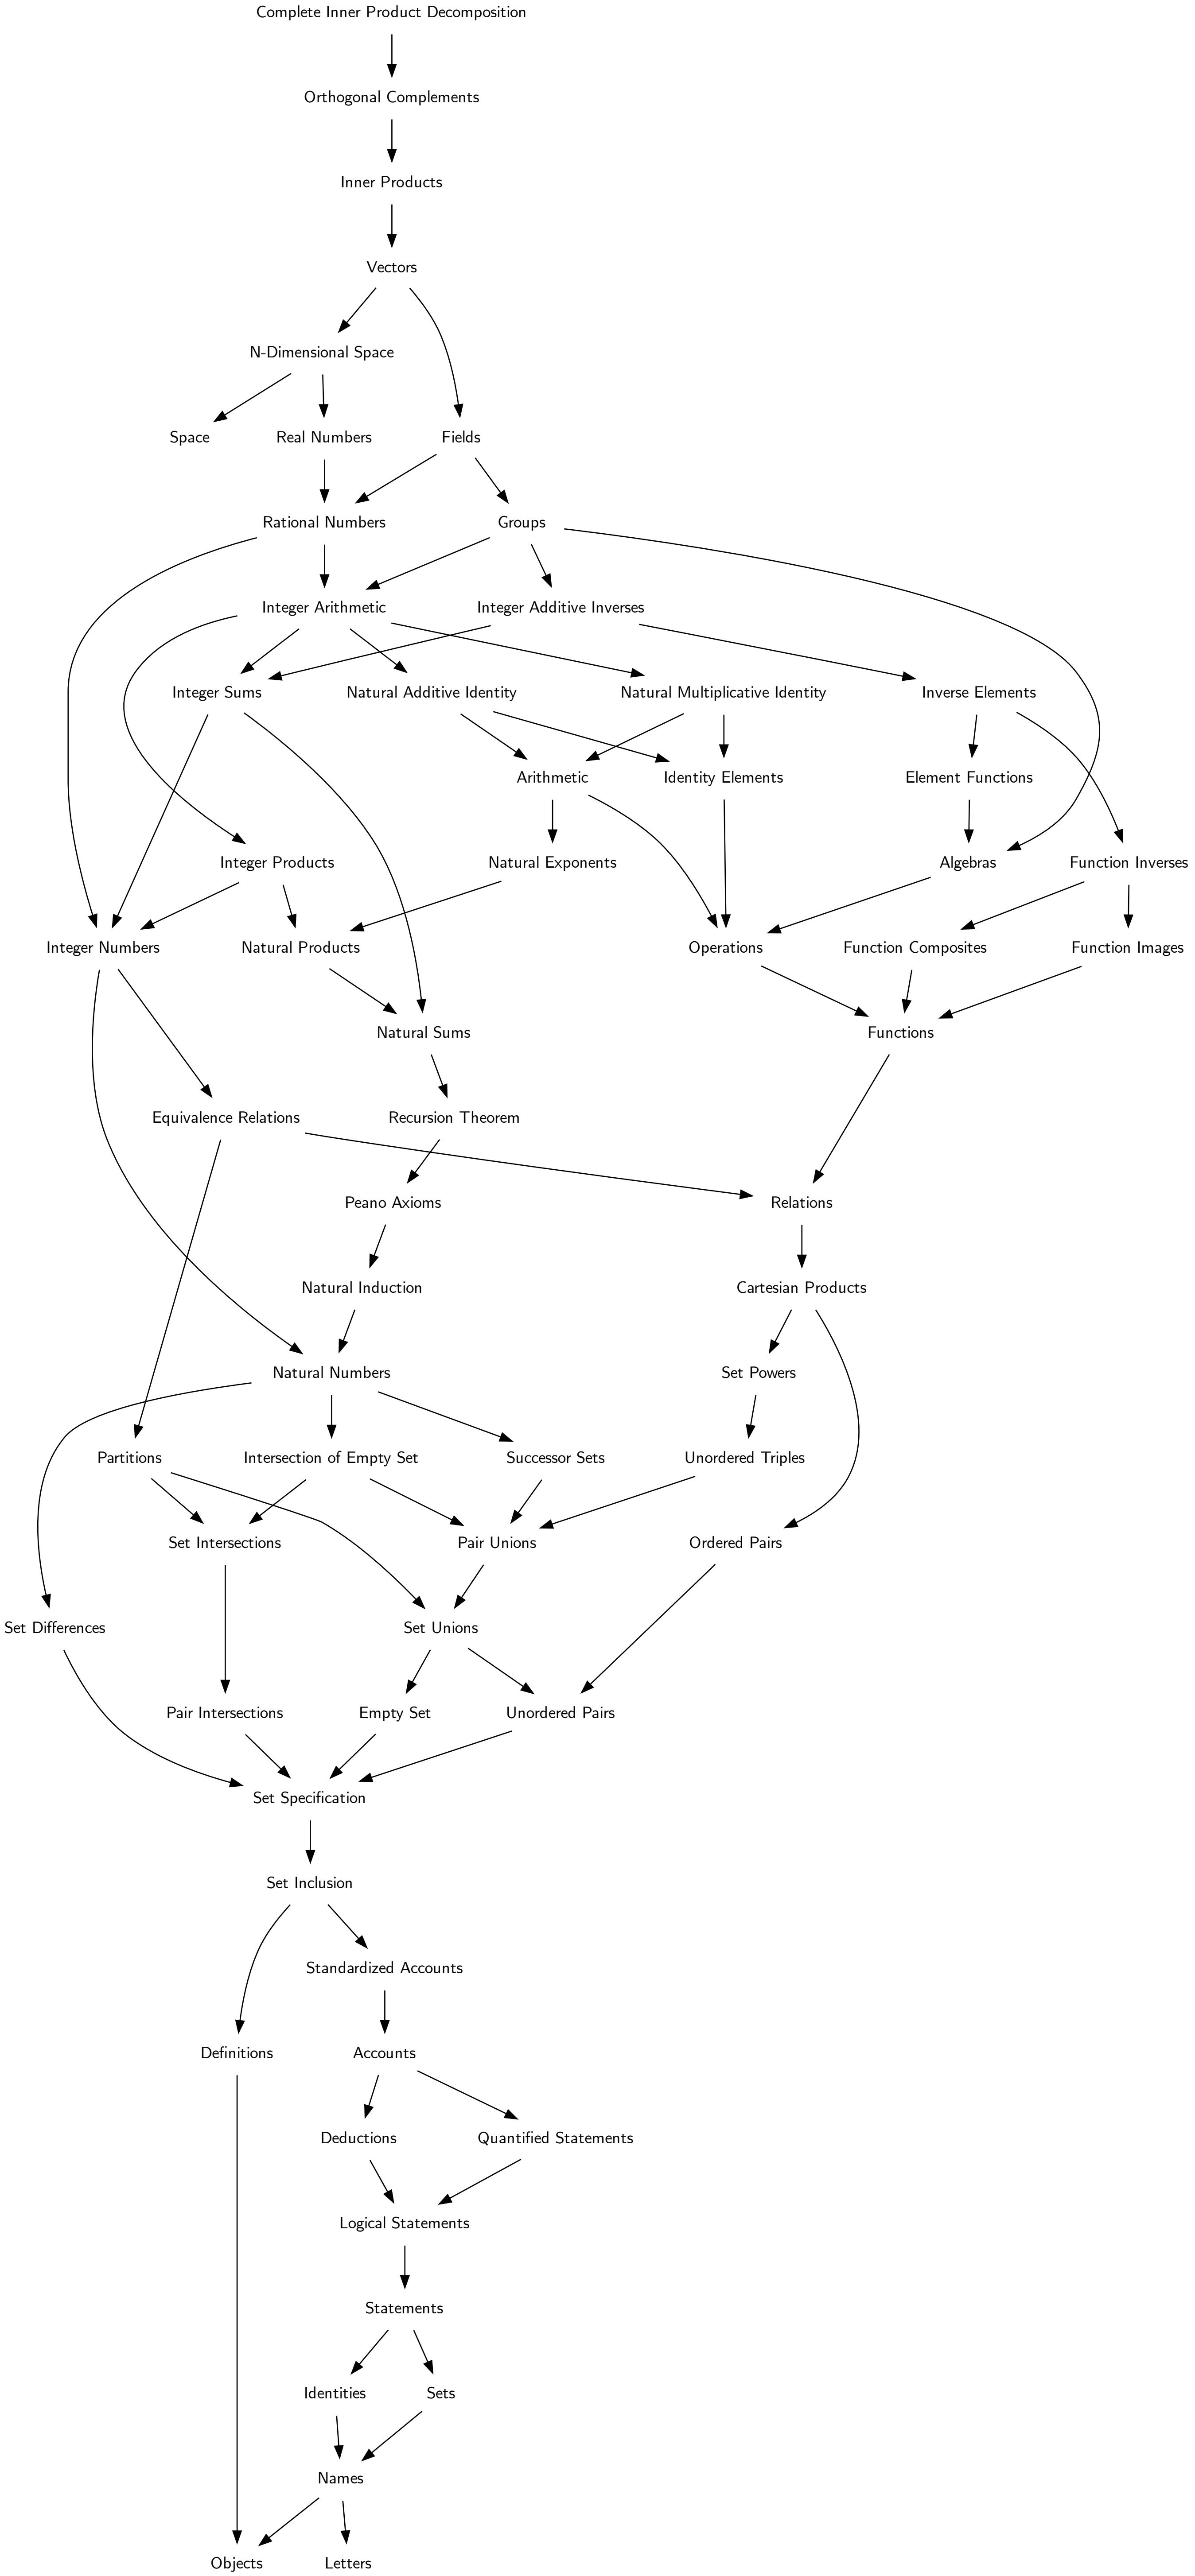 Complete Inner Product Decomposition
Orthogonal Complements
Inner Products
Vectors
N-Dimensional Space
Space
Real Numbers
Fields
Rational Numbers
Groups
Integer Arithmetic
Integer Additive Inverses
Integer Sums
Natural Additive Identity
Natural Multiplicative Identity
Inverse Elements
Arithmetic
Identity Elements
Element Functions
Integer Products
Natural Exponents
Algebras
Function Inverses
Integer Numbers
Natural Products
Operations
Function Composites
Function Images
Natural Sums
Functions
Equivalence Relations
Recursion Theorem
Peano Axioms
Relations
Natural Induction
Cartesian Products
Natural Numbers
Set Powers
Partitions
Intersection of Empty Set
Successor Sets
Unordered Triples
Set Intersections
Pair Unions
Ordered Pairs
Set Differences
Set Unions
Pair Intersections
Empty Set
Unordered Pairs
Set Specification
Set Inclusion
Standardized Accounts
Definitions
Accounts
Deductions
Quantified Statements
Logical Statements
Statements
Identities
Sets
Names
Objects
Letters